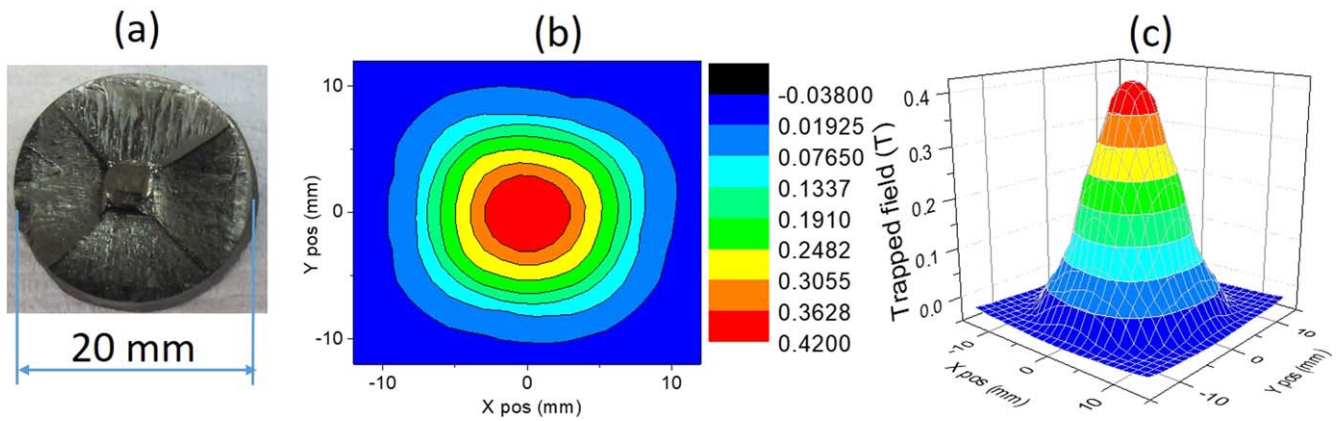 (a)
(b)
(c)
20 mm
10
0
-10
Y pos (mm)
-10
0
10
X pos (mm)
-0.03800
0.01925
0.07650
0.1337
0.1910
0.2482
0.3055
0.3628
0.4200
0.4
0.3
0.2
0.1
0.0
Trapped field (T)
-10
0
10
X pos (mm)
-10
0
10
Y pos (mm)